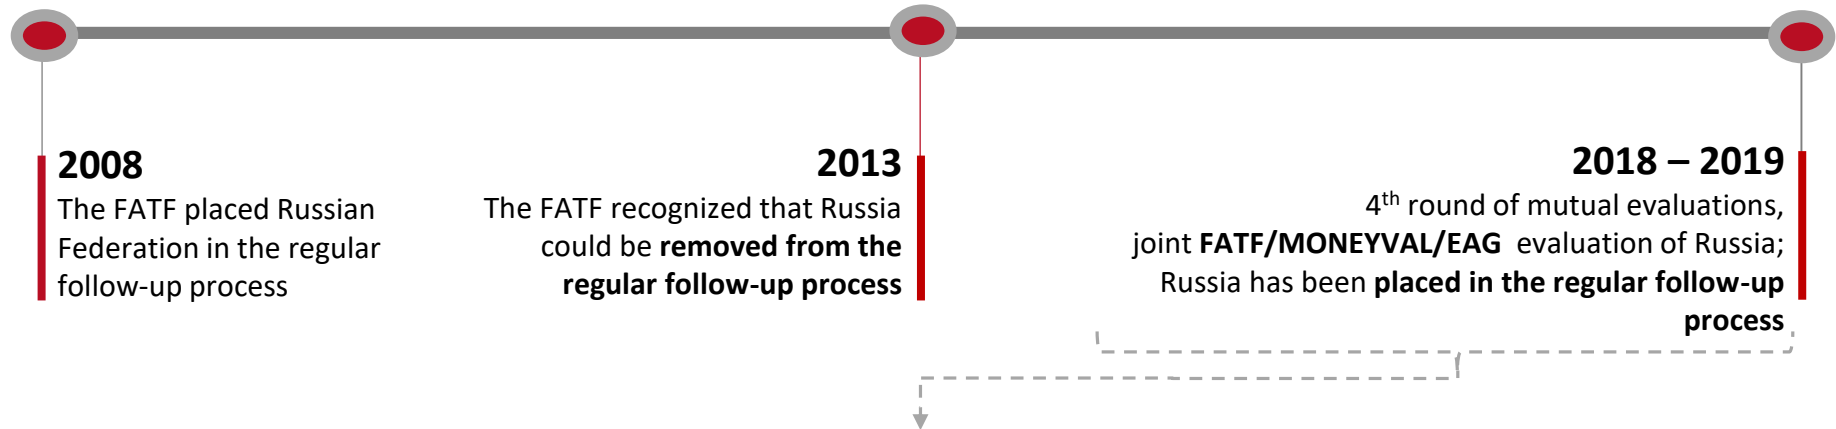 2008
The FATF placed Russian
Federation in the regular
follow-up process
2013
The FATF recognized that Russia
could be removed from the
regular follow-up process
2018 – 2019
4th round of mutual evaluations,
joint FATF/MONEYVAL/EAG evaluation of Russia;
Russia has been placed in the regular follow-up
process